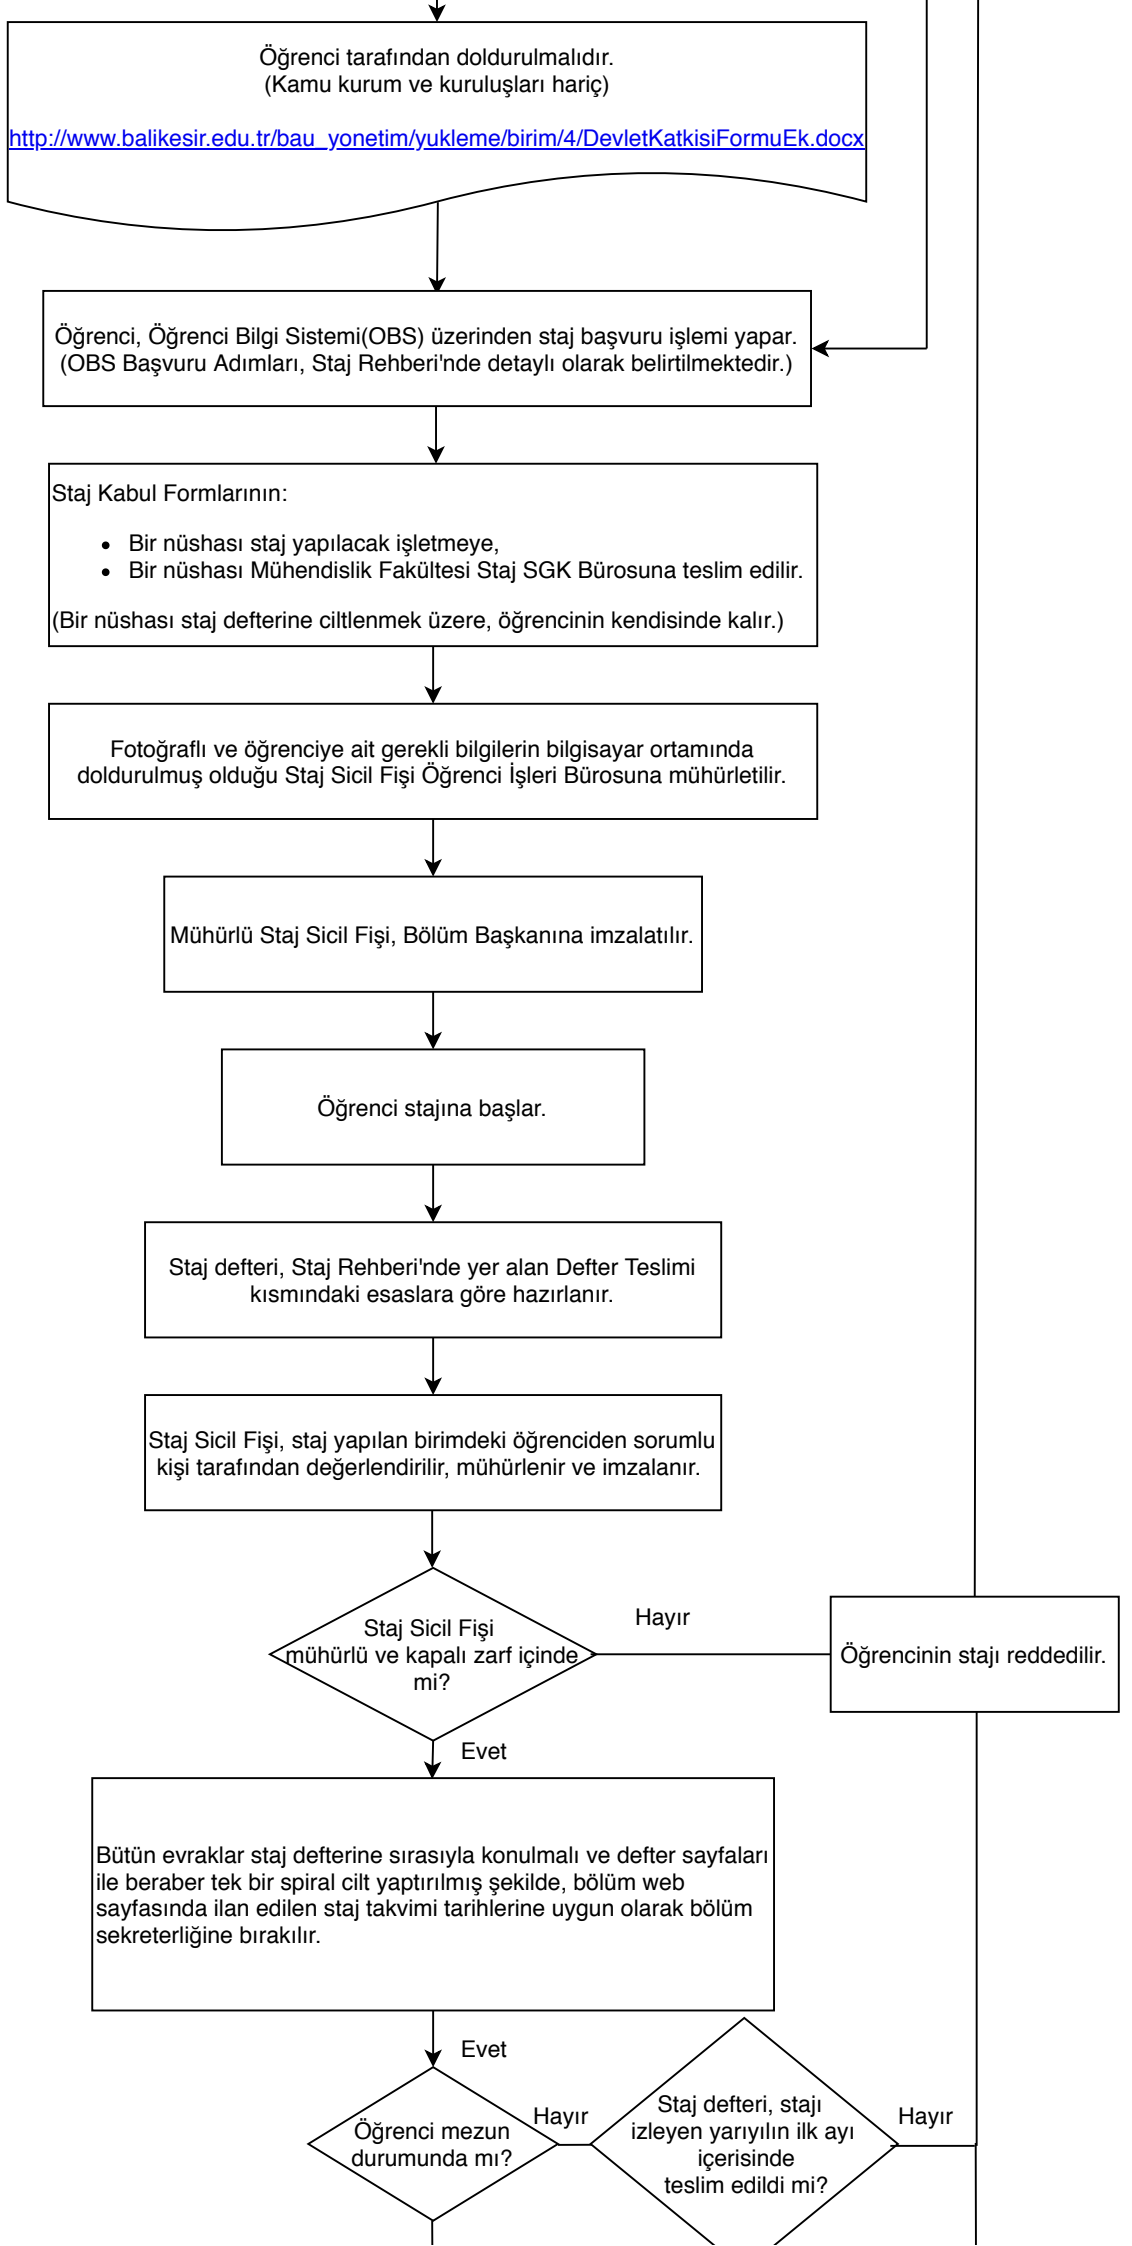 Öğrenci tarafından doldurulmalıdır.
(Kamu kurum ve kuruluşları hariç)
http://www.balikesir.edu.tr/bau_yonetim/yukleme/birim/4/DevletKatkisiFormuEk.docx
Öğrenci, Öğrenci Bilgi Sistemi(OBS) üzerinden staj başvuru işlemi yapar.
(OBS Başvuru Adımları, Staj Rehberi'nde detaylı olarak belirtilmektedir.)
Staj Kabul Formlarının:
• Bir nüshası staj yapılacak işletmeye,
• Bir nüshası Mühendislik Fakültesi Staj SGK Bürosuna teslim edilir.
(Bir nüshası staj defterine ciltlenmek üzere, öğrencinin kendisinde kalır.)
Fotoğraflı ve öğrenciye ait gerekli bilgilerin bilgisayar ortamında
doldurulmuş olduğu Staj Sicil Fişi Öğrenci İşleri Bürosuna mühürletilir.
Mühürlü Staj Sicil Fişi, Bölüm Başkanına imzalatılır.
Öğrenci stajına başlar.
Staj defteri, Staj Rehberi'nde yer alan Defter Teslimi
kısmındaki esaslara göre hazırlanır.
Staj Sicil Fişi, staj yapılan birimdeki öğrenciden sorumlu
kişi tarafından değerlendirilir, mühürlenir ve imzalanır.
Staj Sicil Fişi
mühürlü ve kapalı zarf içinde
mi?
Hayır
Öğrencinin stajı reddedilir.
Evet
Bütün evraklar staj defterine sırasıyla konulmalı ve defter sayfaları
ile beraber tek bir spiral cilt yaptırılmış şekilde, bölüm web
sayfasında ilan edilen staj takvimi tarihlerine uygun olarak bölüm
sekreterliğine bırakılır.
Evet
Öğrenci mezun
durumunda mı?
Hayır
Staj defteri, stajı
izleyen yarıyılın ilk ayı
içerisinde
teslim edildi mi?
Hayır